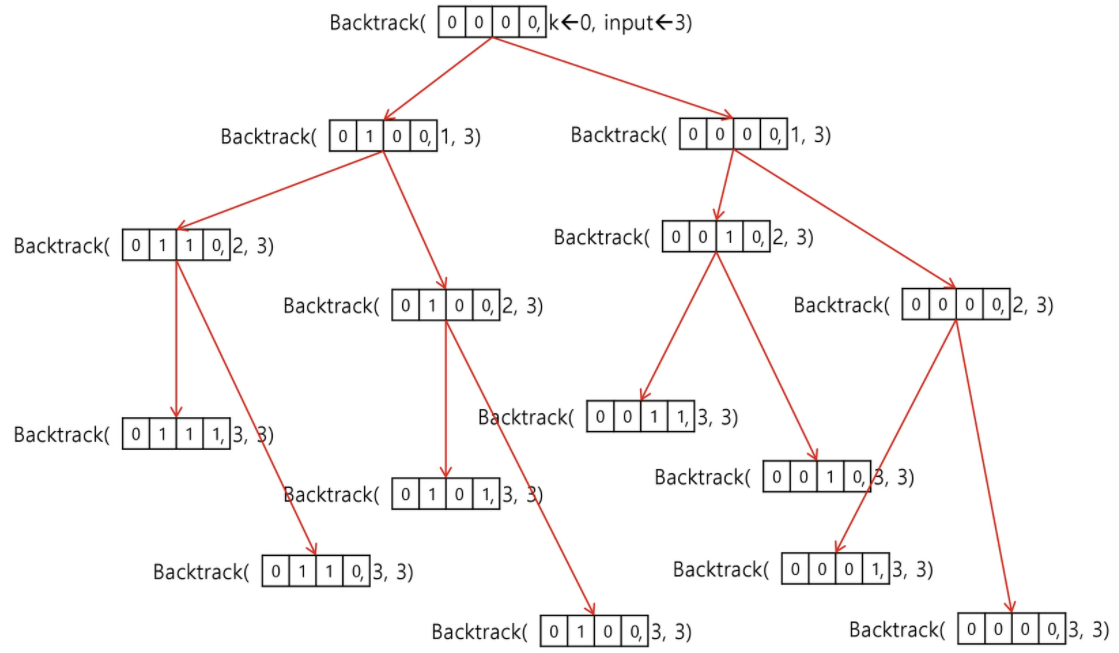 Backtrack( 0 0 0 0, k←0, input←3)
Backtrack( 0 1 0 0, 1, 3)
Backtrack( 0 0 0 0, 1, 3)
Backtrack( 0 1 1 0, 2, 3)
Backtrack( 0 0 1 0, 2, 3)
Backtrack( 0 1 0 0, 2, 3)
Backtrack( 0 0 0 0, 2, 3)
Backtrack( 0 1 1 1, 3, 3)
Backtrack( 0 0 1 1, 3, 3)
Backtrack( 0 1 0 1, 3, 3)
Backtrack( 0 0 1 0, 3, 3)
Backtrack( 0 1 1 0, 3, 3)
Backtrack( 0 0 0 1, 3, 3)
Backtrack( 0 1 0 0, 3, 3)
Backtrack( 0 0 0 0, 3, 3)